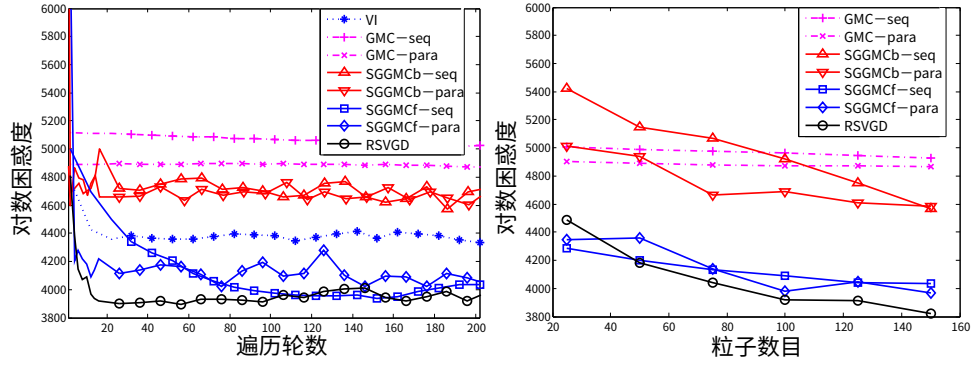 对数困惑度
6000
5800
5600
5400
5200
5000
4800
4600
4400
4200
4000
3800
20 40 60 80 100 120 140 160 180 200
遍历轮数
VI
GMC-seq
GMC-para
SGGMCb-seq
SGGMCb-para
SGGMCf-seq
SGGMCf-para
RSVGD
对数困惑度
6000
5800
5600
5400
5200
5000
4800
4600
4400
4200
4000
3800
20 40 60 80 100 120 140 160
粒子数目
GMC-seq
GMC-para
SGGMCb-seq
SGGMCb-para
SGGMCf-seq
SGGMCf-para
RSVGD